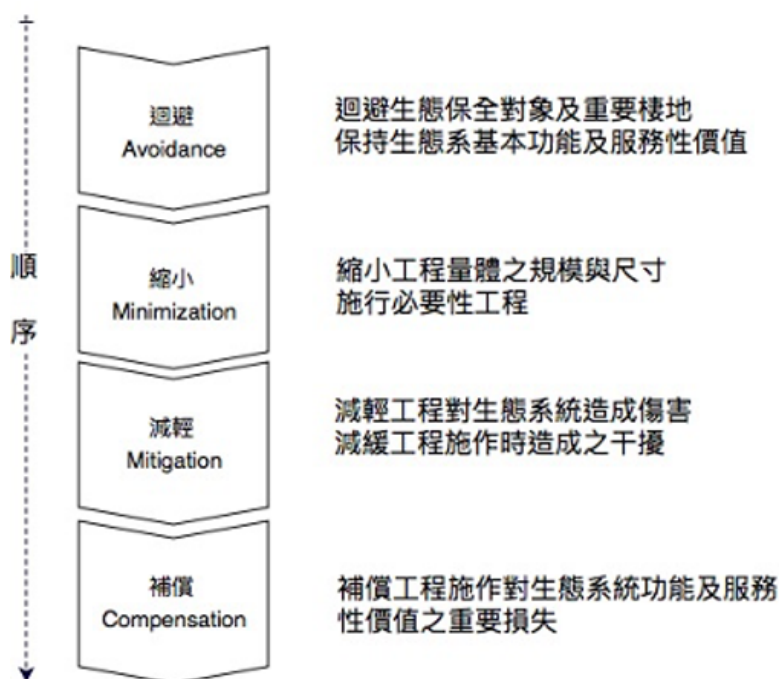 順
序
迴避
Avoidance
迴避生態保全對象及重要棲地
保持生態系基本功能及服務性價值
縮小
Minimization
縮小工程量體之規模與尺寸
施行必要性工程
減輕
Mitigation
減輕工程對生態系統造成傷害
減緩工程施作時造成之干擾
補償
Compensation
補償工程施作對生態系統功能及服務
性價值之重要損失